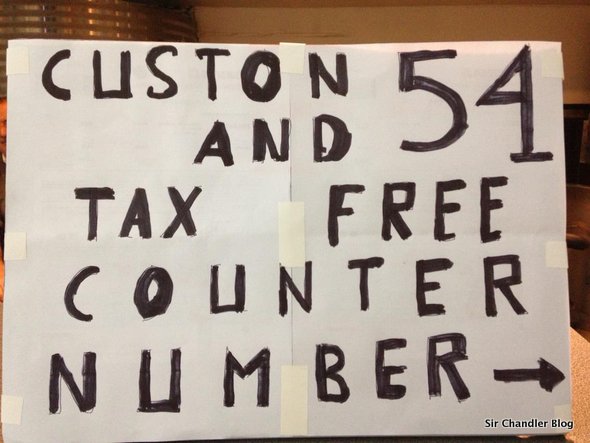 CUSTON 54
AND
TAX FREE
COUNTER
NUMBER →
Sir Chandler Blog